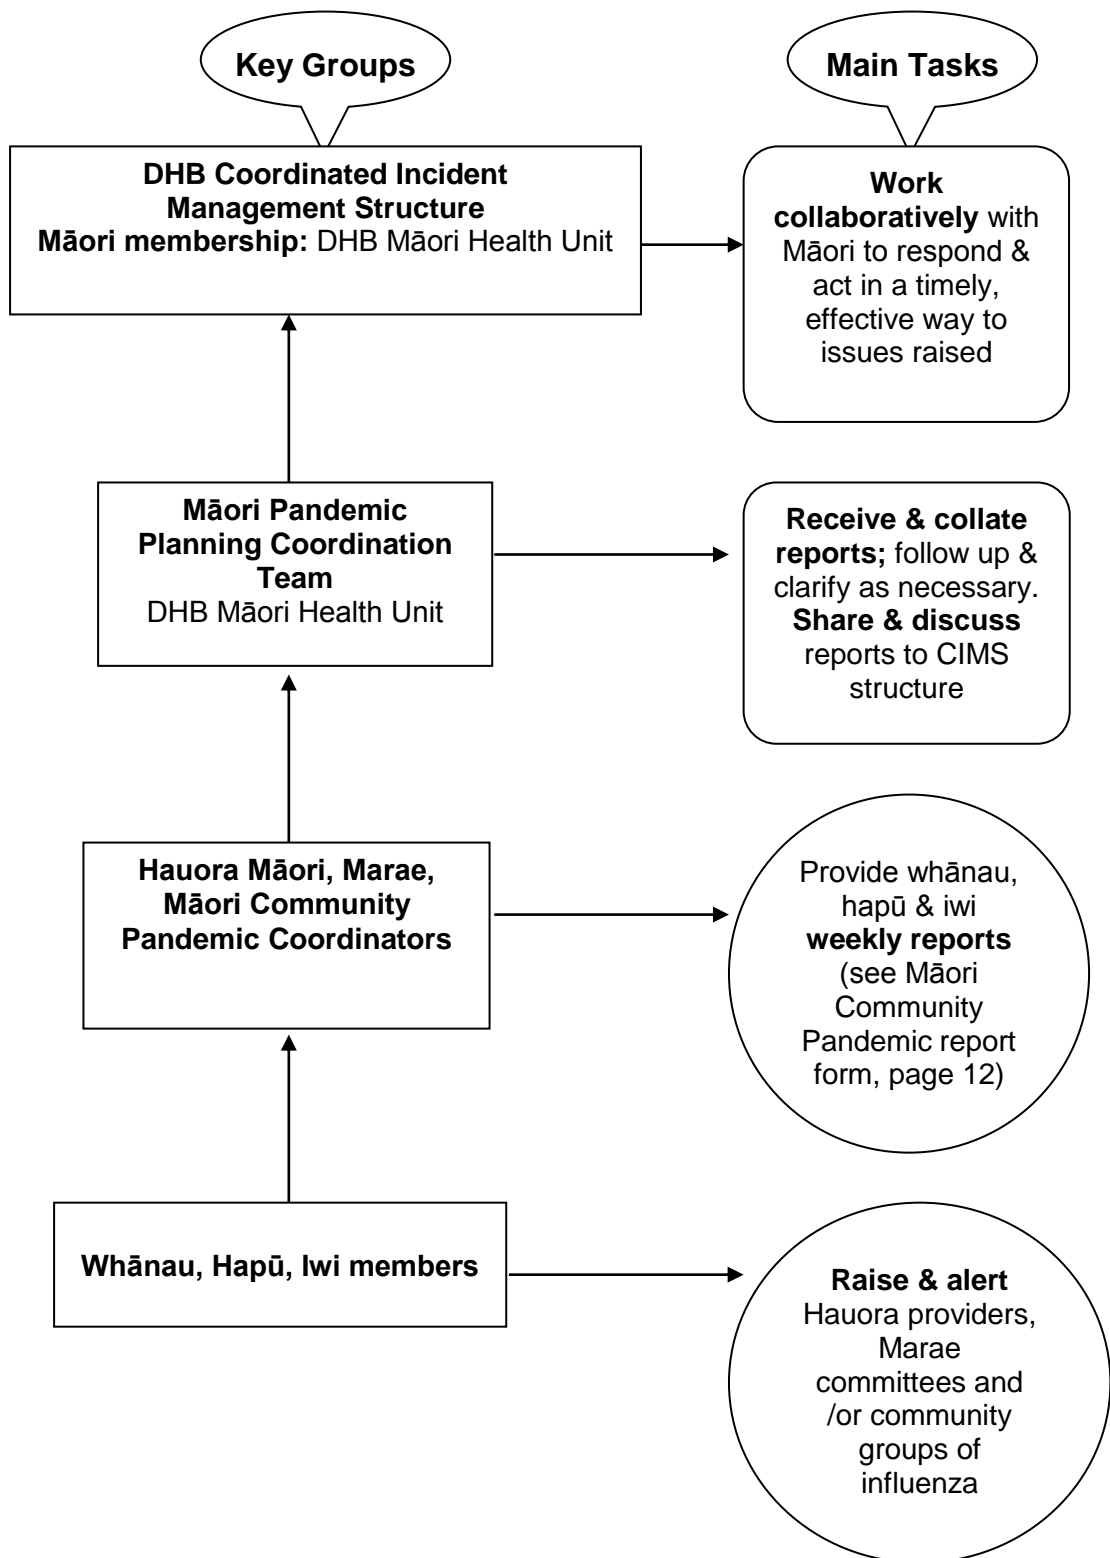 Key Groups
Main Tasks
DHB Coordinated Incident
Management Structure
Māori membership: DHB Māori Health Unit
Work
collaboratively with
Māori to respond &
act in a timely,
effective way to
issues raised
Māori Pandemic
Planning Coordination
Team
DHB Māori Health Unit
Receive & collate
reports; follow up &
clarify as necessary.
Share & discuss
reports to CIMS
structure
Hauora Māori, Marae,
Māori Community
Pandemic Coordinators
Provide whānau,
hapū & iwi
weekly reports
(see Māori
Community
Pandemic report
form, page 12)
Whānau, Hapū, Iwi members
Raise & alert
Hauora providers,
Marae
committees and
/or community
groups of
influenza